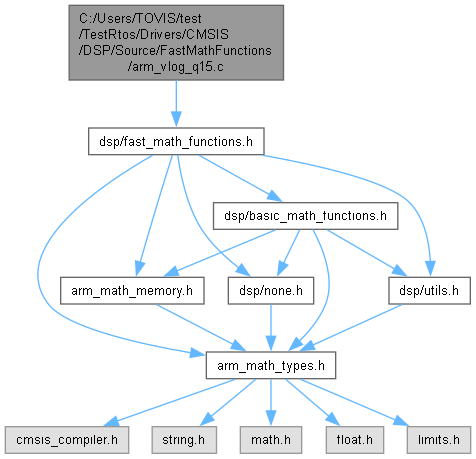 C:/Users/TOVIS/test
/TestRtos/Drivers/CMSIS
/DSP/Source/FastMathFunctions
/arm_vlog_q15.c
dsp/fast_math_functions.h
dsp/basic_math_functions.h
arm_math_memory.h
dsp/none.h
dsp/utils.h
arm_math_types.h
cmsis_compiler.h
string.h
math.h
float.h
limits.h